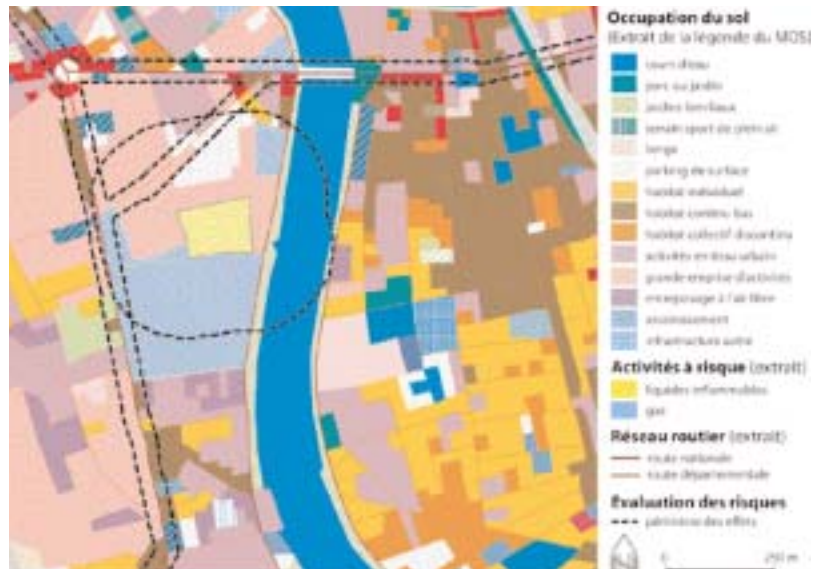 Occupation du sol
(Extrait de la légende du MOS)
cours d'eau
parc ou jardin
jardins familiaux
terrain sport de plein air
berge
parking de surface
habitat individuel
habitat continu bas
habitat collectif discontinu
activités en tissu urbain
grande emprise d'activités
entreposage à l'air libre
assainissement
infrastructure autre
Activités à risque (extrait)
liquides inflammables
gaz
Réseau routier (extrait)
route nationale
route départementale
Evaluation des risques
périmètre des effets
0 250 m